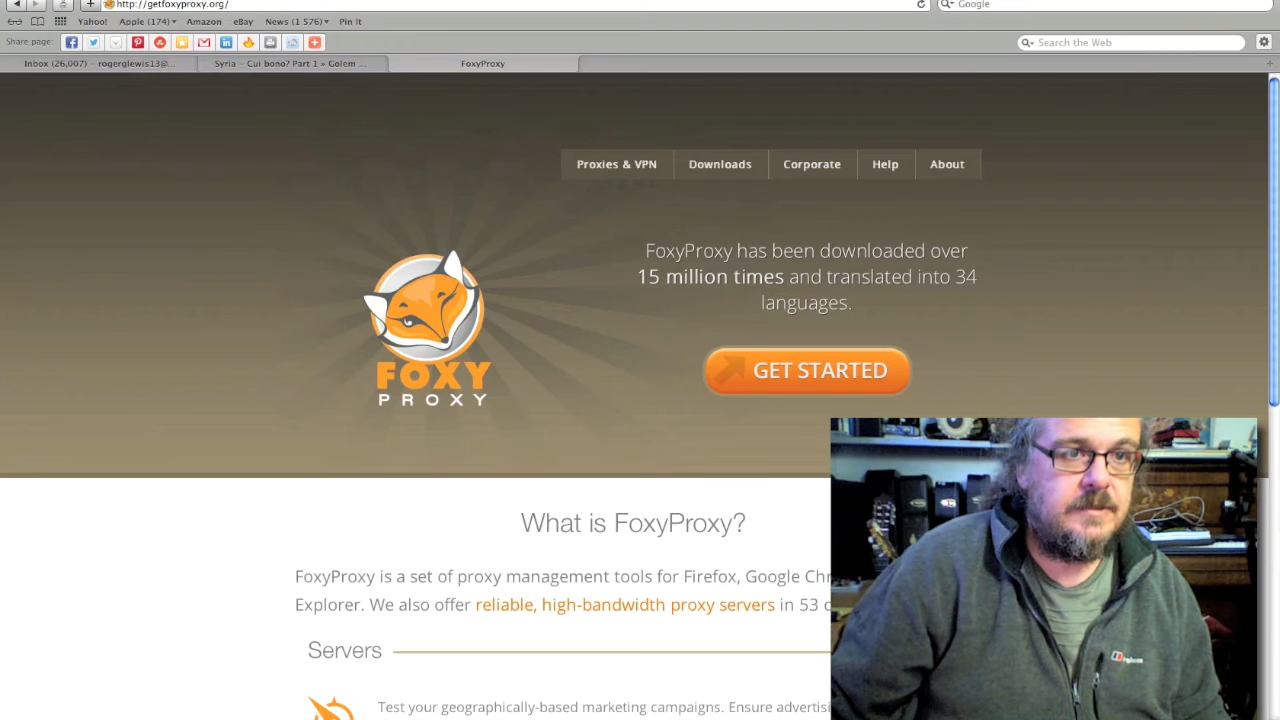 http://getfoxyproxy.org/
Google
Yahoo!
Apple (174)
Amazon
eBay
News (1 576)
Pin It
Share page:
Search the Web
Inbox (26,007) – rogerglewis13@...
Syria – Cui bono? Part 1 » Golem ...
FoxyProxy
Proxies & VPN
Downloads
Corporate
Help
About
FoxyProxy has been downloaded over
15 million times and translated into 34
languages.
FOXY
PROXY
GET STARTED
What is FoxyProxy?
FoxyProxy is a set of proxy management tools for Firefox, Google Chr
Explorer. We also offer reliable, high-bandwidth proxy servers in 53
Servers
Test your geographically-based marketing campaigns. Ensure advertisi